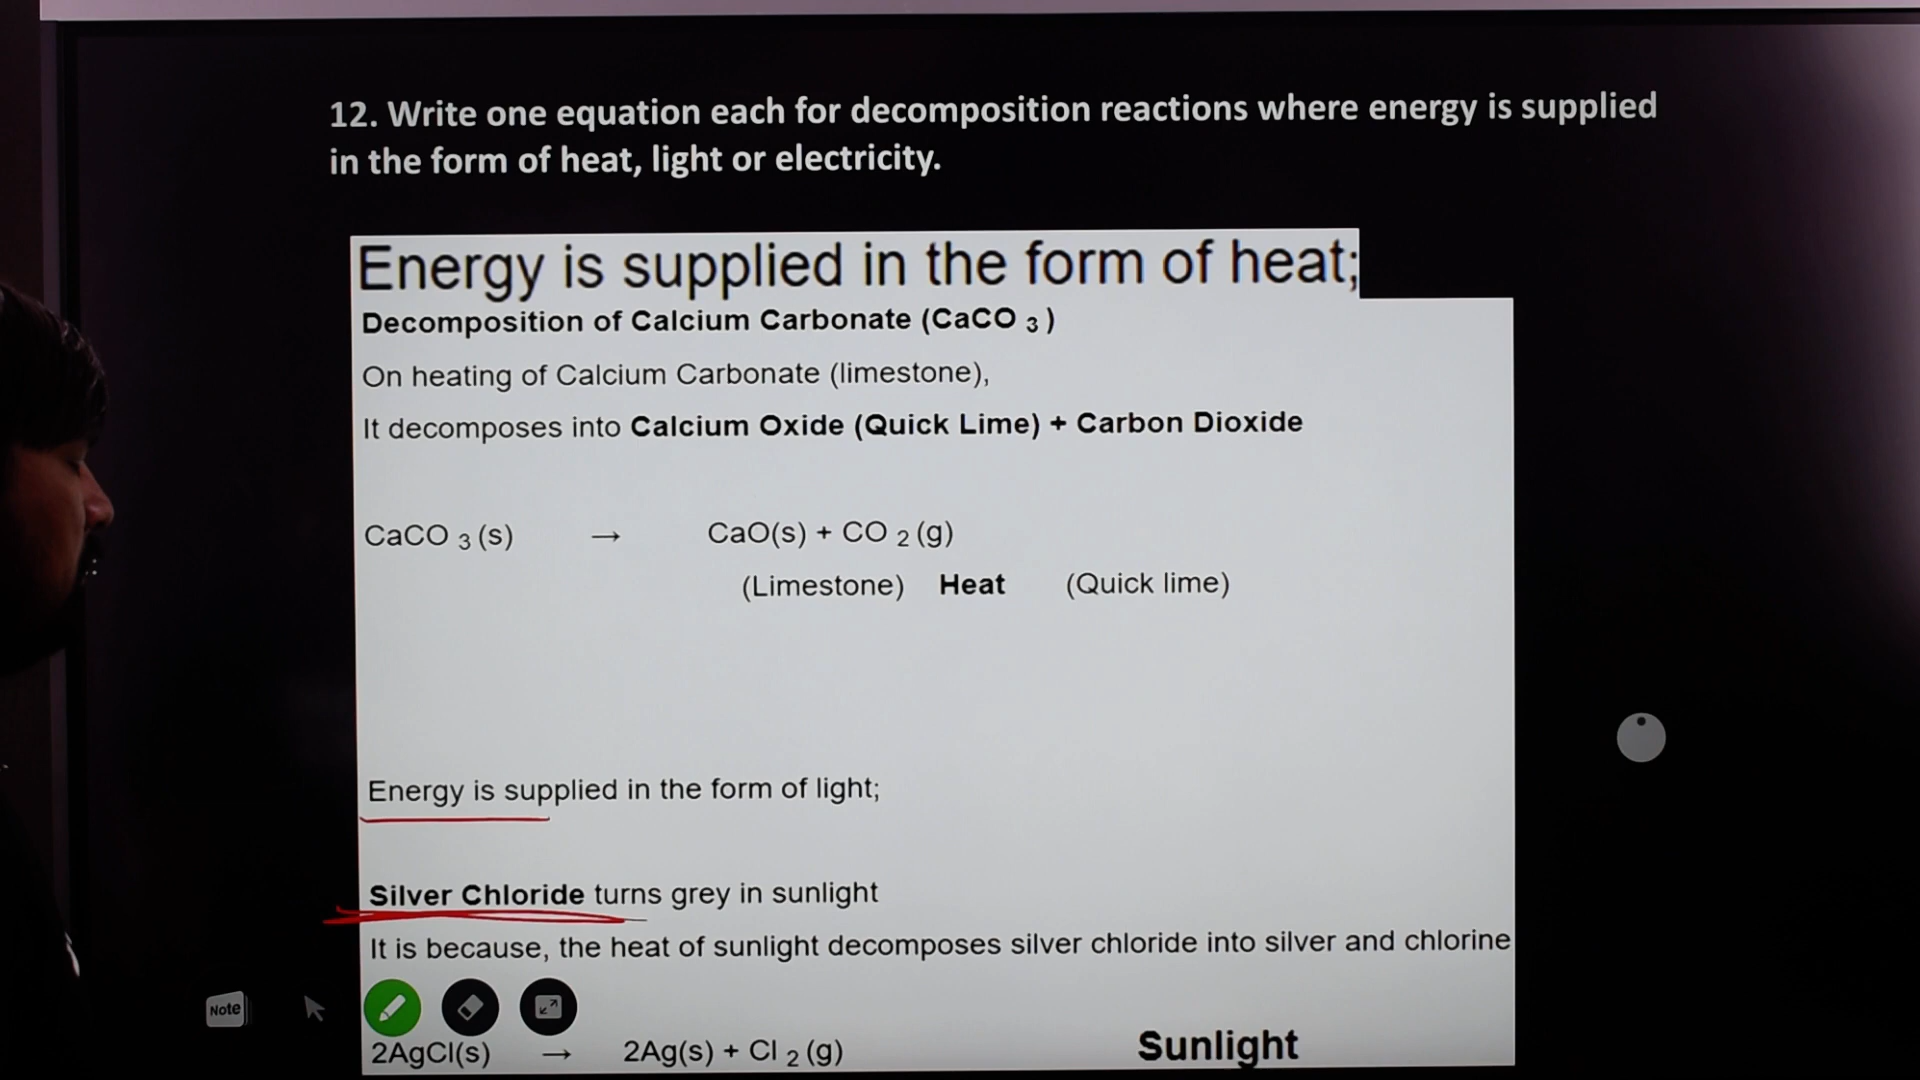 12. Write one equation each for decomposition reactions where energy is supplied
in the form of heat, light or electricity.
Energy is supplied in the form of heat;
Decomposition of Calcium Carbonate (CaCO 3 )
On heating of Calcium Carbonate (limestone),
It decomposes into Calcium Oxide (Quick Lime) + Carbon Dioxide
CaCO 3 (s) → CaO(s) + CO 2 (g)
(Limestone) Heat (Quick lime)
Energy is supplied in the form of light;
Silver Chloride turns grey in sunlight
It is because, the heat of sunlight decomposes silver chloride into silver and chlorine
Note
2AgCl(s) → 2Ag(s) + Cl 2 (g) Sunlight